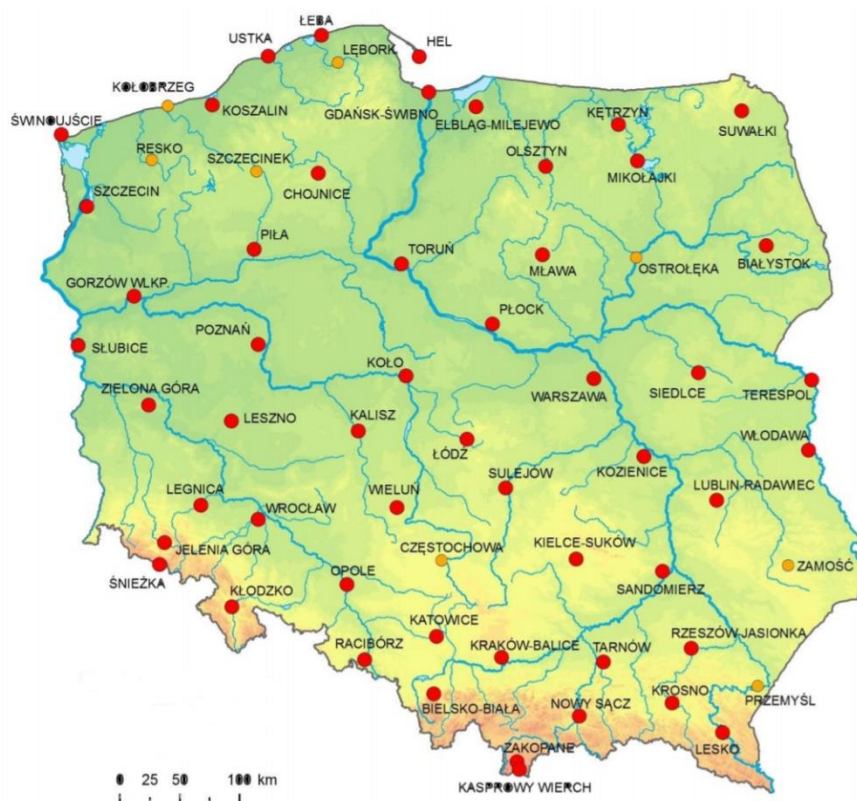 ŁEBA
USTKA
LĘBORK
HEL
KOŁOBRZEG
KOSZALIN
GDAŃSK-ŚWIBNO
ELBLĄG-MILEJEWO
KĘTRZYN
SUWAŁKI
ŚWINOUJŚCIE
RESKO
SZCZECINEK
CHOJNICE
OLSZTYN
MIKOŁAJKI
SZCZECIN
PIŁA
TORUŃ
MŁAWA
OSTROŁĘKA
BIAŁYSTOK
GORZÓW WLKP.
PŁOCK
SŁUBICE
POZNAŃ
KOŁO
WARSZAWA
SIEDLCE
TERESPOL
ZIELONA GÓRA
LESZNO
KALISZ
ŁÓDŹ
WŁODAWA
SULEJÓW
KOZIENICE
LEGNICA
WROCŁAW
WIELUŃ
LUBLIN-RADAWIEC
JELENIA GÓRA
CZĘSTOCHOWA
KIELCE-SUKÓW
ZAMOŚĆ
ŚNIEŻKA
KŁODZKO
OPOLE
SANDOMIERZ
RACIBÓRZ
KATOWICE
KRAKÓW-BALICE
TARNÓW
RZESZÓW-JASIONKA
BIELSKO-BIAŁA
NOWY SĄCZ
KROSNO
PRZEMYŚL
LESKO
ZAKOPANE
KASPROWY WIERCH
0 25 50 100 km